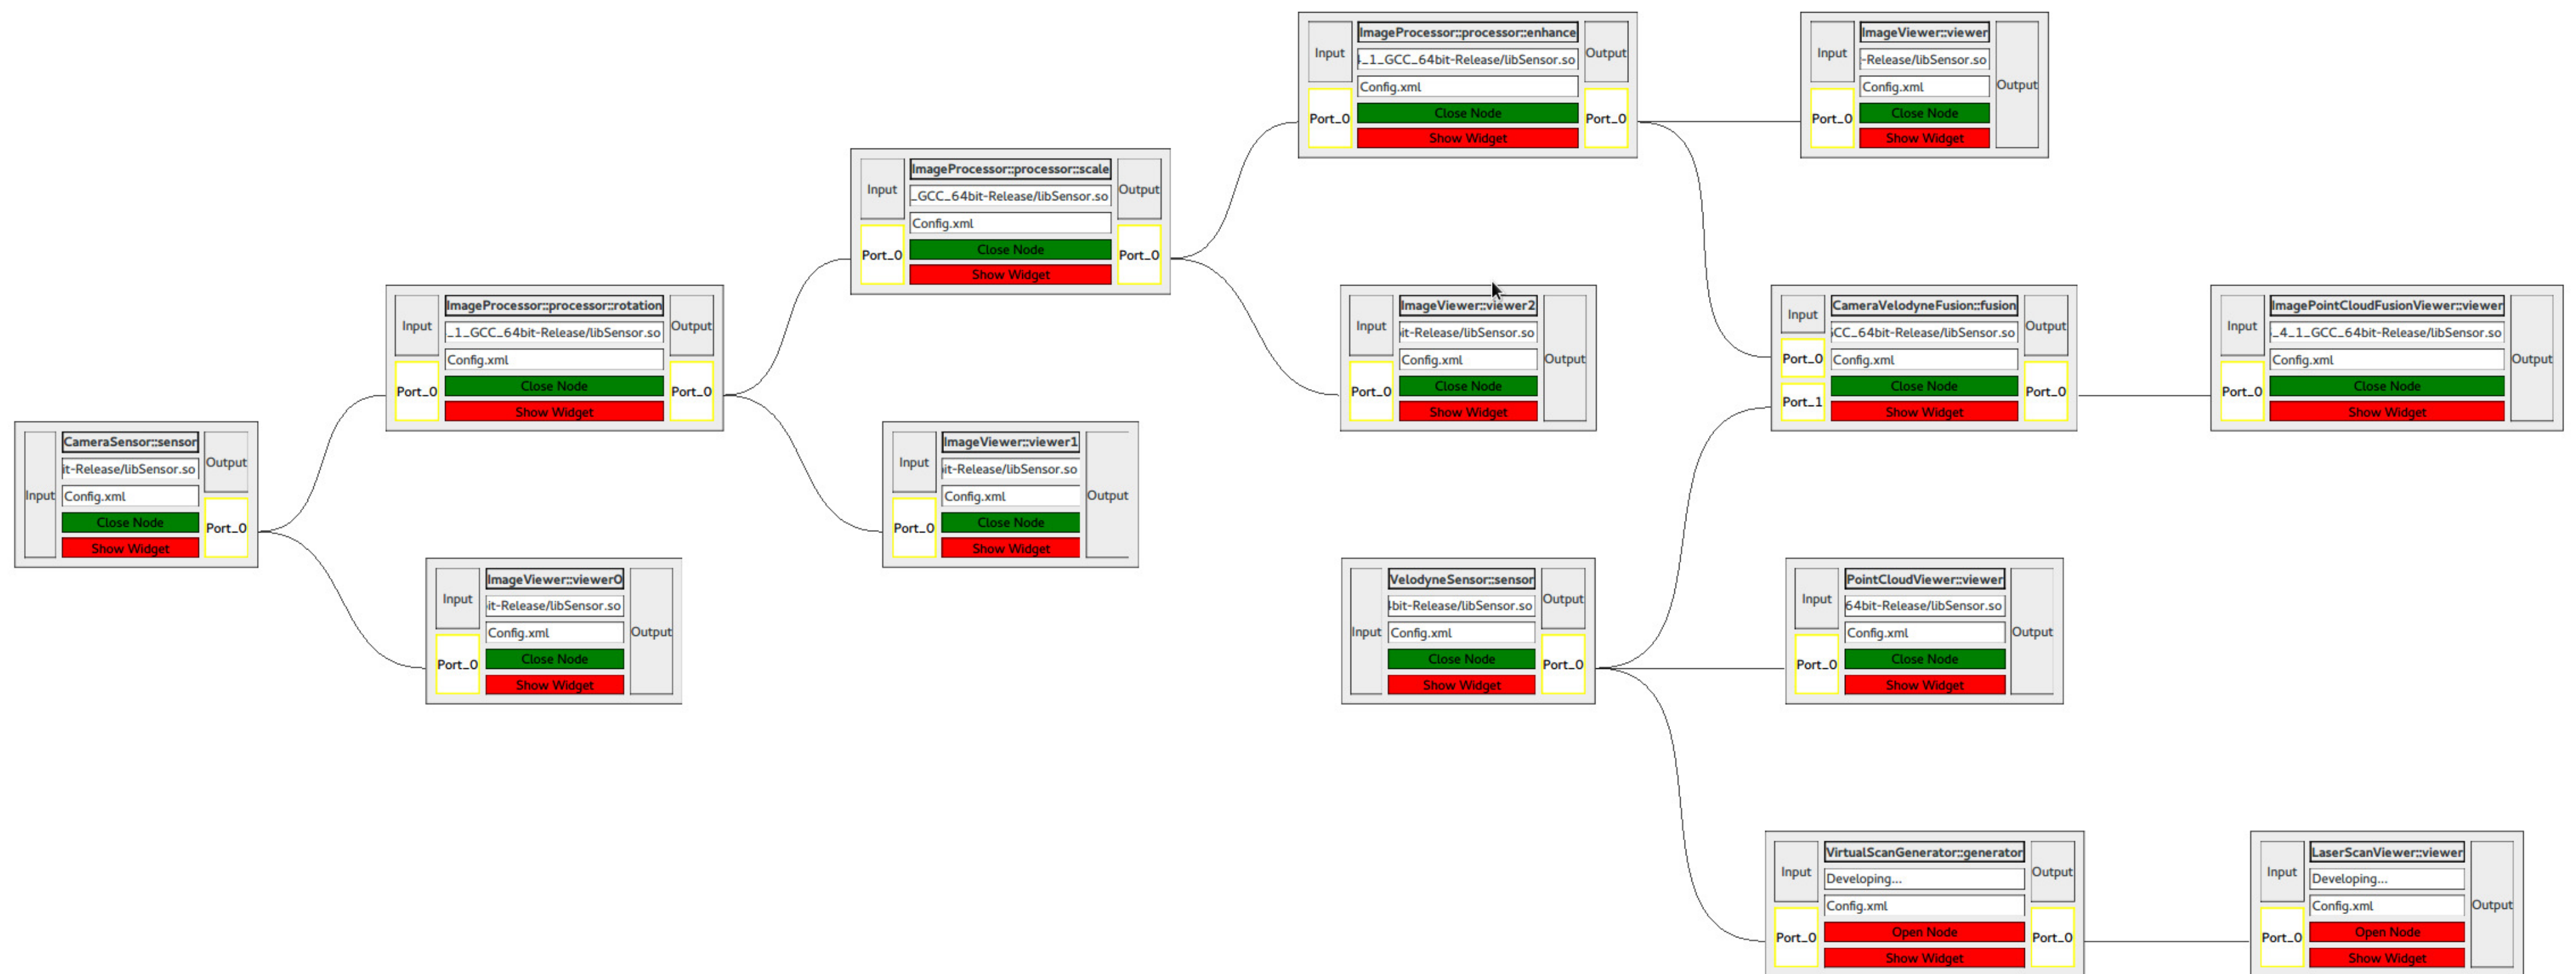 Input
ImageProcessor::processor::enhance
_1_GCC_64bit-Release/libSensor.so
Config.xml
Close Node
Show Widget
Port_0
Output
Port_0
Input
ImageViewer::viewer
-Release/libSensor.so
Config.xml
Close Node
Show Widget
Port_0
Output
Input
ImageProcessor::processor::scale
_GCC_64bit-Release/libSensor.so
Config.xml
Close Node
Show Widget
Port_0
Output
Port_0
Input
ImageProcessor::processor::rotation
_1_GCC_64bit-Release/libSensor.so
Config.xml
Close Node
Show Widget
Port_0
Output
Port_0
Input
ImageViewer::viewer2
it-Release/libSensor.so
Config.xml
Close Node
Show Widget
Port_0
Output
Input
CameraVelodyneFusion::fusion
GCC_64bit-Release/libSensor.so
Config.xml
Close Node
Show Widget
Port_0
Port_1
Output
Port_0
Input
ImagePointCloudFusionViewer::viewer
_4_1_GCC_64bit-Release/libSensor.so
Config.xml
Close Node
Show Widget
Port_0
Output
Input
CameraSensor::sensor
it-Release/libSensor.so
Config.xml
Close Node
Show Widget
Output
Port_0
Input
ImageViewer::viewer1
it-Release/libSensor.so
Config.xml
Close Node
Show Widget
Port_0
Output
Input
ImageViewer::viewer0
it-Release/libSensor.so
Config.xml
Close Node
Show Widget
Port_0
Output
Input
VelodyneSensor::sensor
bit-Release/libSensor.so
Config.xml
Close Node
Show Widget
Output
Port_0
Input
PointCloudViewer::viewer
64bit-Release/libSensor.so
Config.xml
Close Node
Show Widget
Port_0
Output
Input
VirtualScanGenerator::generator
Developing...
Config.xml
Open Node
Show Widget
Port_0
Output
Port_0
Input
LaserScanViewer::viewer
Developing...
Config.xml
Open Node
Show Widget
Port_0
Output